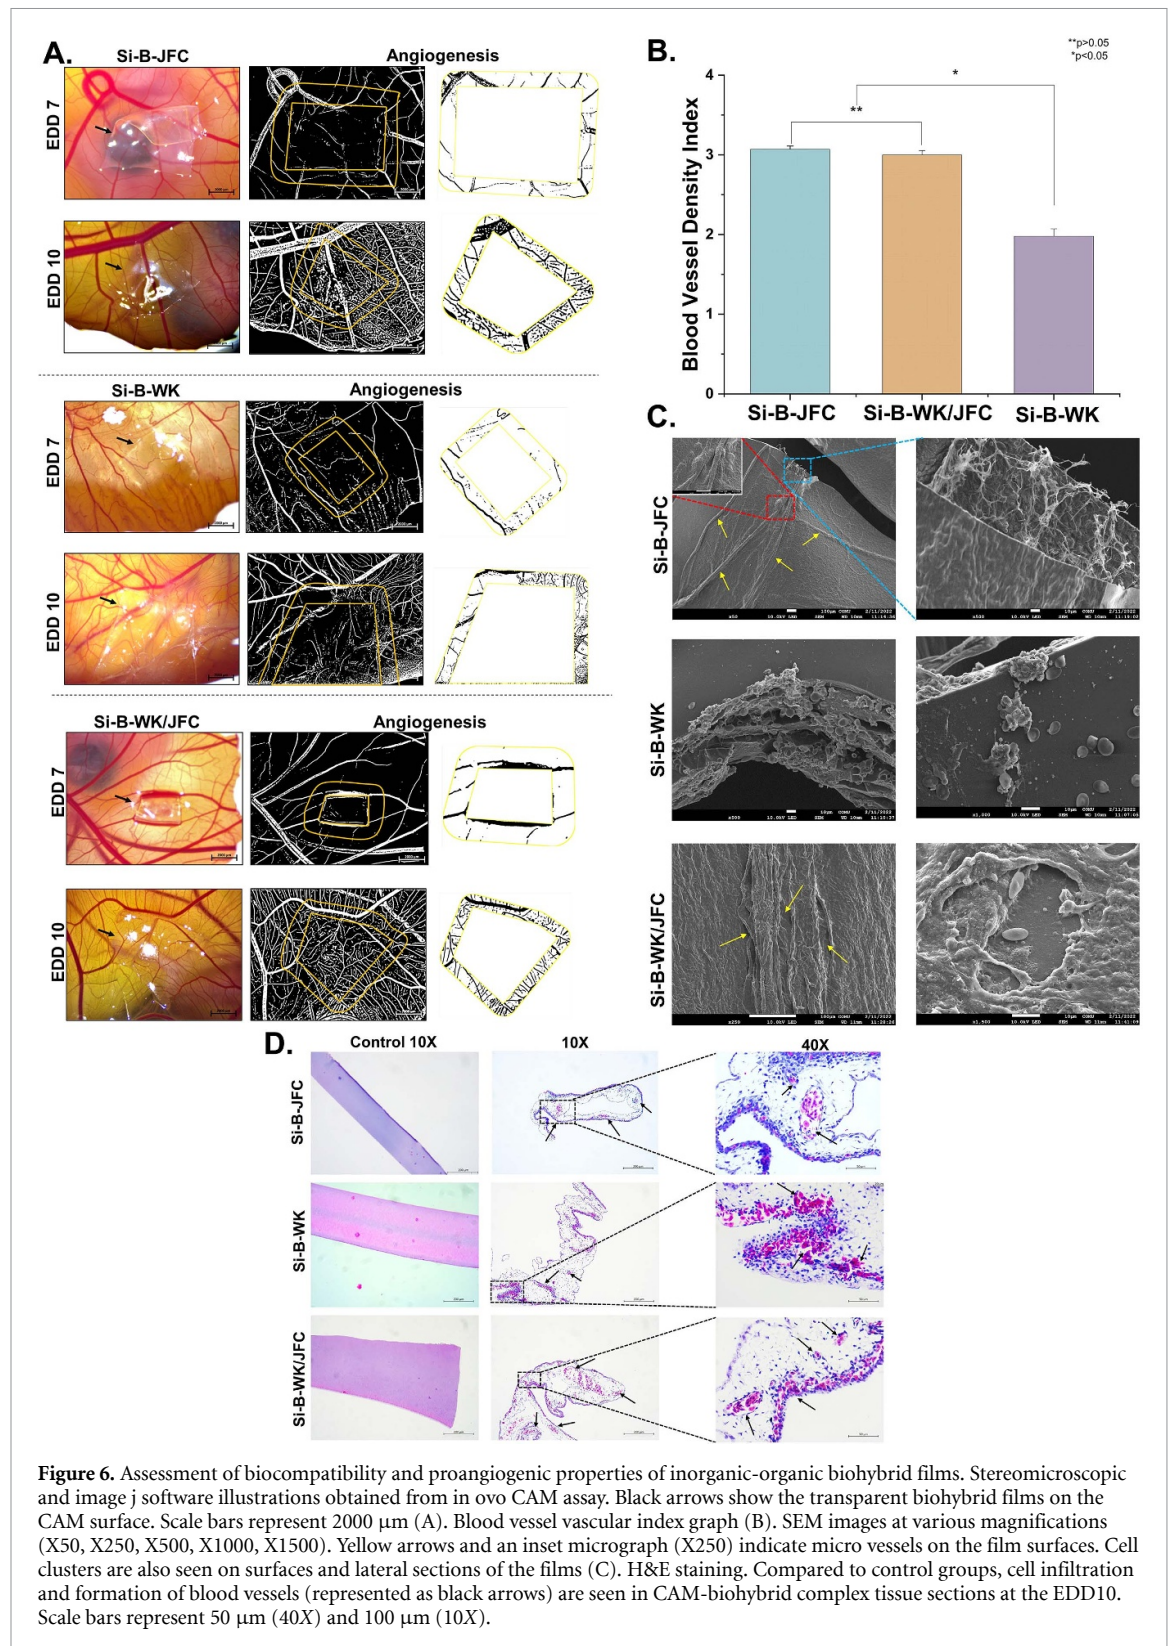 A.
Si-B-JFC
Angiogenesis
EDD 7
EDD 10
Si-B-WK
Angiogenesis
EDD 7
EDD 10
Si-B-WK/JFC
Angiogenesis
EDD 7
EDD 10
B.
**p>0.05
*p<0.05
Blood Vessel Density Index
4
3
2
1
0
*
**
Si-B-JFC
Si-B-WK/JFC
Si-B-WK
C.
Si-B-JFC
Si-B-WK
Si-B-WK/JFC
D.
Control 10X
10X
40X
Si-B-JFC
Si-B-WK
Si-B-WK/JFC
Figure 6. Assessment of biocompatibility and proangiogenic properties of inorganic-organic biohybrid films. Stereomicroscopic
and image j software illustrations obtained from in ovo CAM assay. Black arrows show the transparent biohybrid films on the
CAM surface. Scale bars represent 2000 μm (A). Blood vessel vascular index graph (B). SEM images at various magnifications
(X50, X250, X500, X1000, X1500). Yellow arrows and an inset micrograph (X250) indicate micro vessels on the film surfaces. Cell
clusters are also seen on surfaces and lateral sections of the films (C). H&E staining. Compared to control groups, cell infiltration
and formation of blood vessels (represented as black arrows) are seen in CAM-biohybrid complex tissue sections at the EDD10.
Scale bars represent 50 μm (40X) and 100 μm (10X).